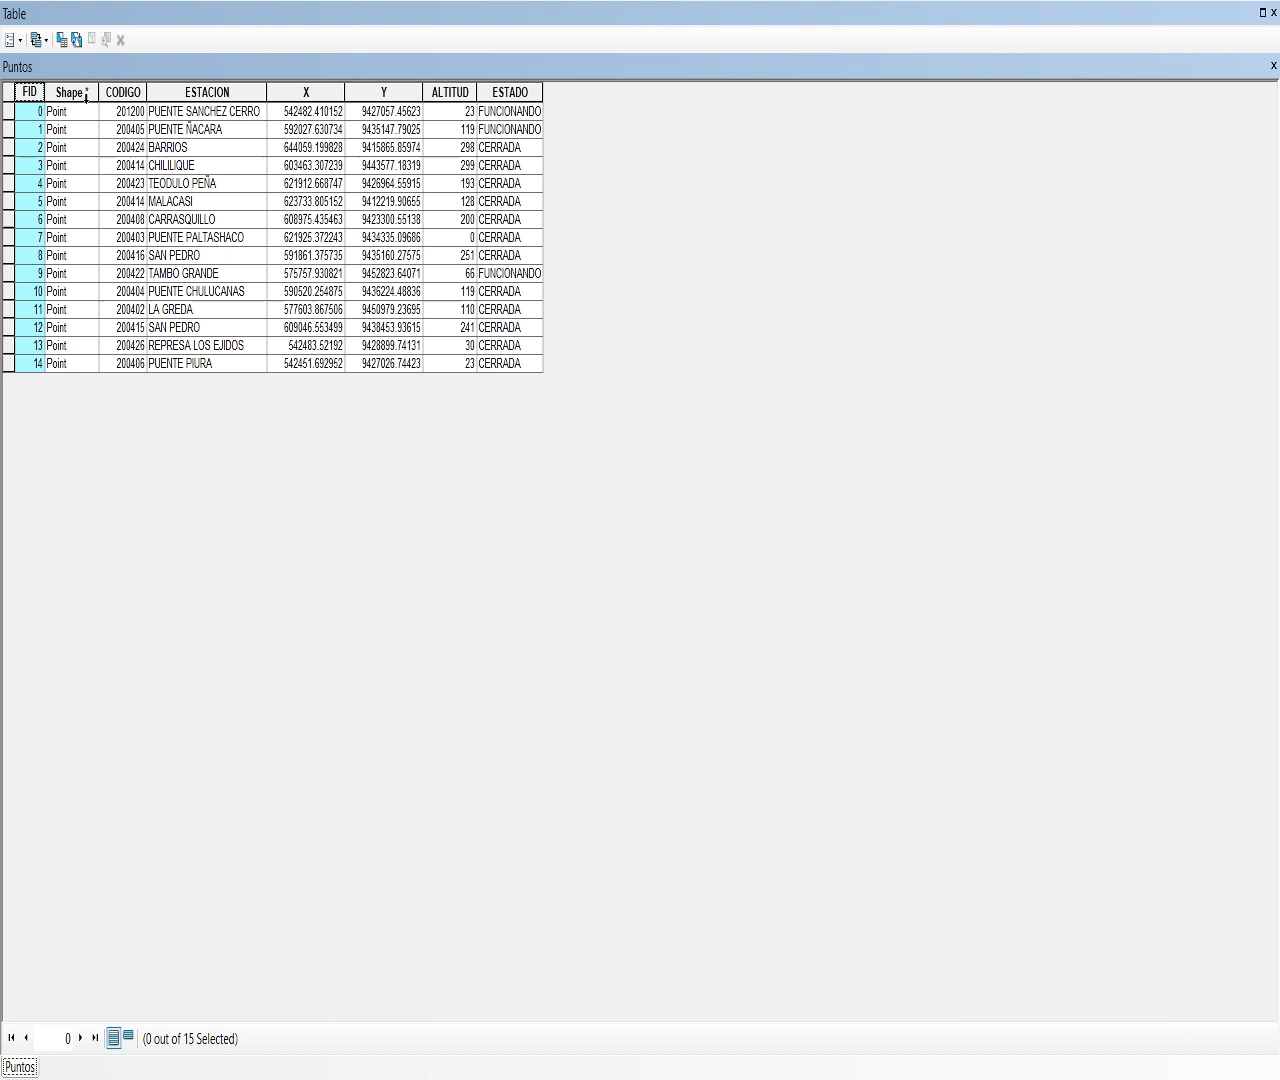 Table
Puntos
FID Shape * CODIGO ESTACION X Y ALTITUD ESTADO
0 Point 201200 PUENTE SANCHEZ CERRO 542482.410152 9427057.45623 23 FUNCIONANDO
1 Point 200405 PUENTE ÑACARA 592027.630734 9435147.79025 119 FUNCIONANDO
2 Point 200424 BARRIOS 644059.199828 9415865.85974 298 CERRADA
3 Point 200414 CHILILIQUE 603463.307239 9443577.18319 299 CERRADA
4 Point 200423 TEODULO PEÑA 621912.668747 9426964.55915 193 CERRADA
5 Point 200414 MALACASI 623733.805152 9412219.90655 128 CERRADA
6 Point 200408 CARRASQUILLO 608975.435463 9423300.55138 200 CERRADA
7 Point 200403 PUENTE PALTASHACO 621925.372243 9434335.09686 0 CERRADA
8 Point 200416 SAN PEDRO 591861.375735 9435160.27575 251 CERRADA
9 Point 200422 TAMBO GRANDE 575757.930821 9452823.64071 66 FUNCIONANDO
10 Point 200404 PUENTE CHULUCANAS 590520.254875 9436224.48836 119 CERRADA
11 Point 200402 LA GREDA 577603.867506 9450979.23695 110 CERRADA
12 Point 200415 SAN PEDRO 609046.553499 9438453.93615 241 CERRADA
13 Point 200426 REPRESA LOS EJIDOS 542483.52192 9428899.74131 30 CERRADA
14 Point 200406 PUENTE PIURA 542451.692952 9427026.74423 23 CERRADA
0 (0 out of 15 Selected)
Puntos